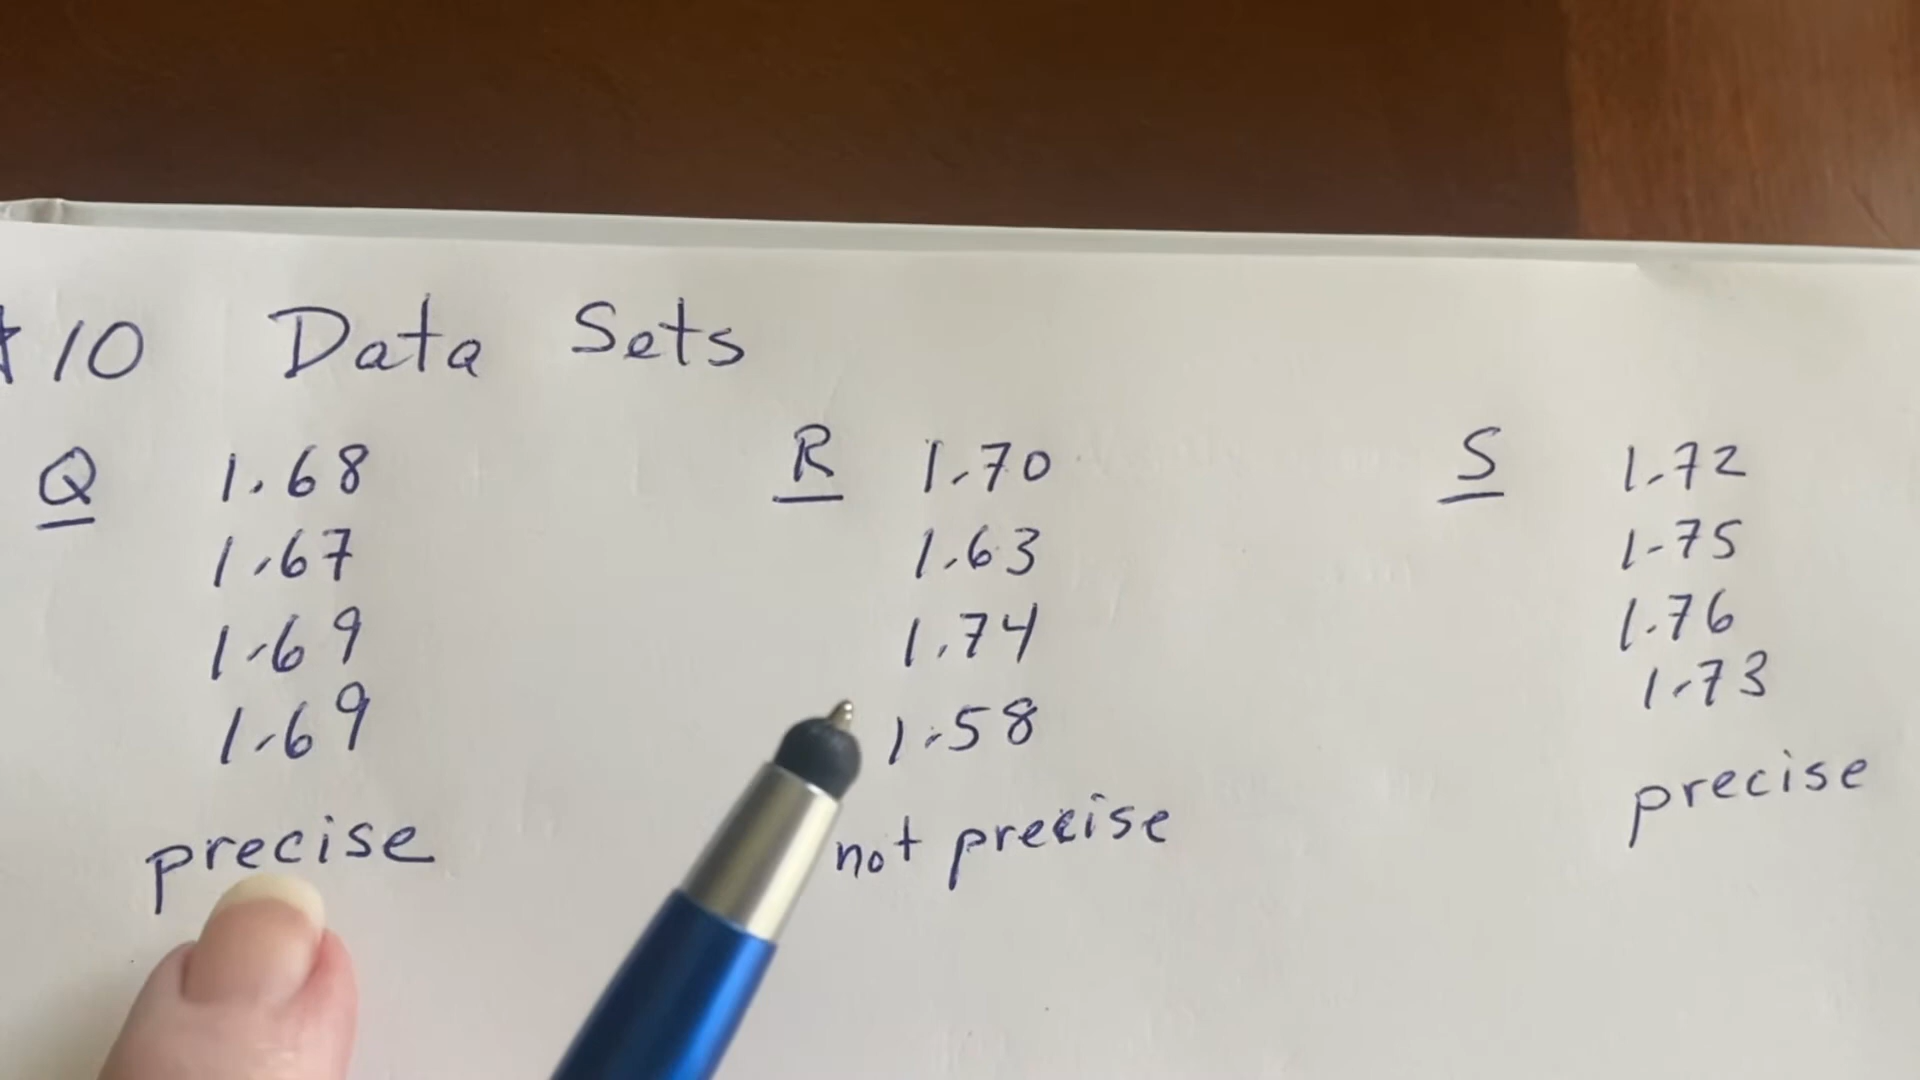 10 Data Sets
Q 1.68
1.67
1.69
1.69
precise
R 1.70
1.63
1.74
1.58
not precise
S 1.72
1.75
1.76
1.73
precise